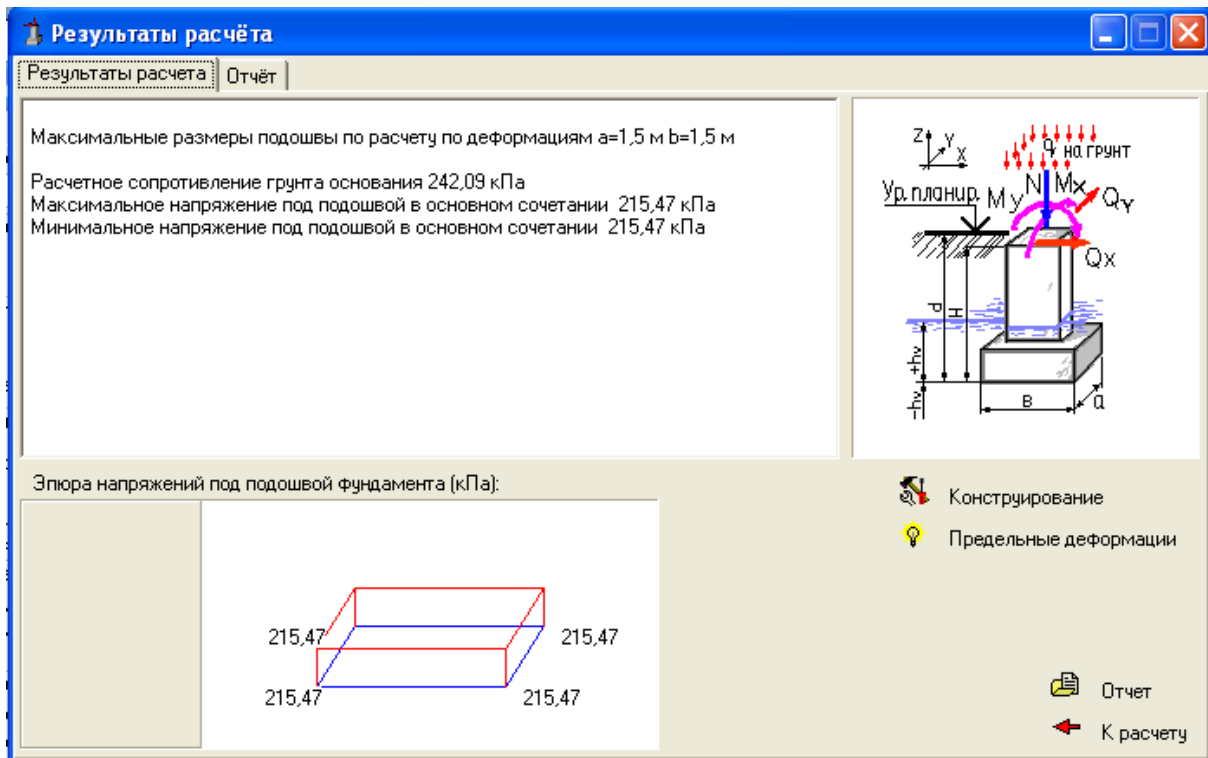 Результаты расчёта
Результаты расчета
Отчёт
Максимальные размеры подошвы по расчету по деформациям a=1,5 м b=1,5 м
Расчетное сопротивление грунта основания 242,09 кПа
Максимальное напряжение под подошвой в основном сочетании 215,47 кПа
Минимальное напряжение под подошвой в основном сочетании 215,47 кПа
Z
Y
X
q на грунт
Ур. планир.
My
N
Mx
QY
Qx
d
H
+hv
-hv
В
a
Эпюра напряжений под подошвой фундамента (кПа):
215,47
215,47
215,47
215,47
Конструирование
Предельные деформации
Отчет
К расчету